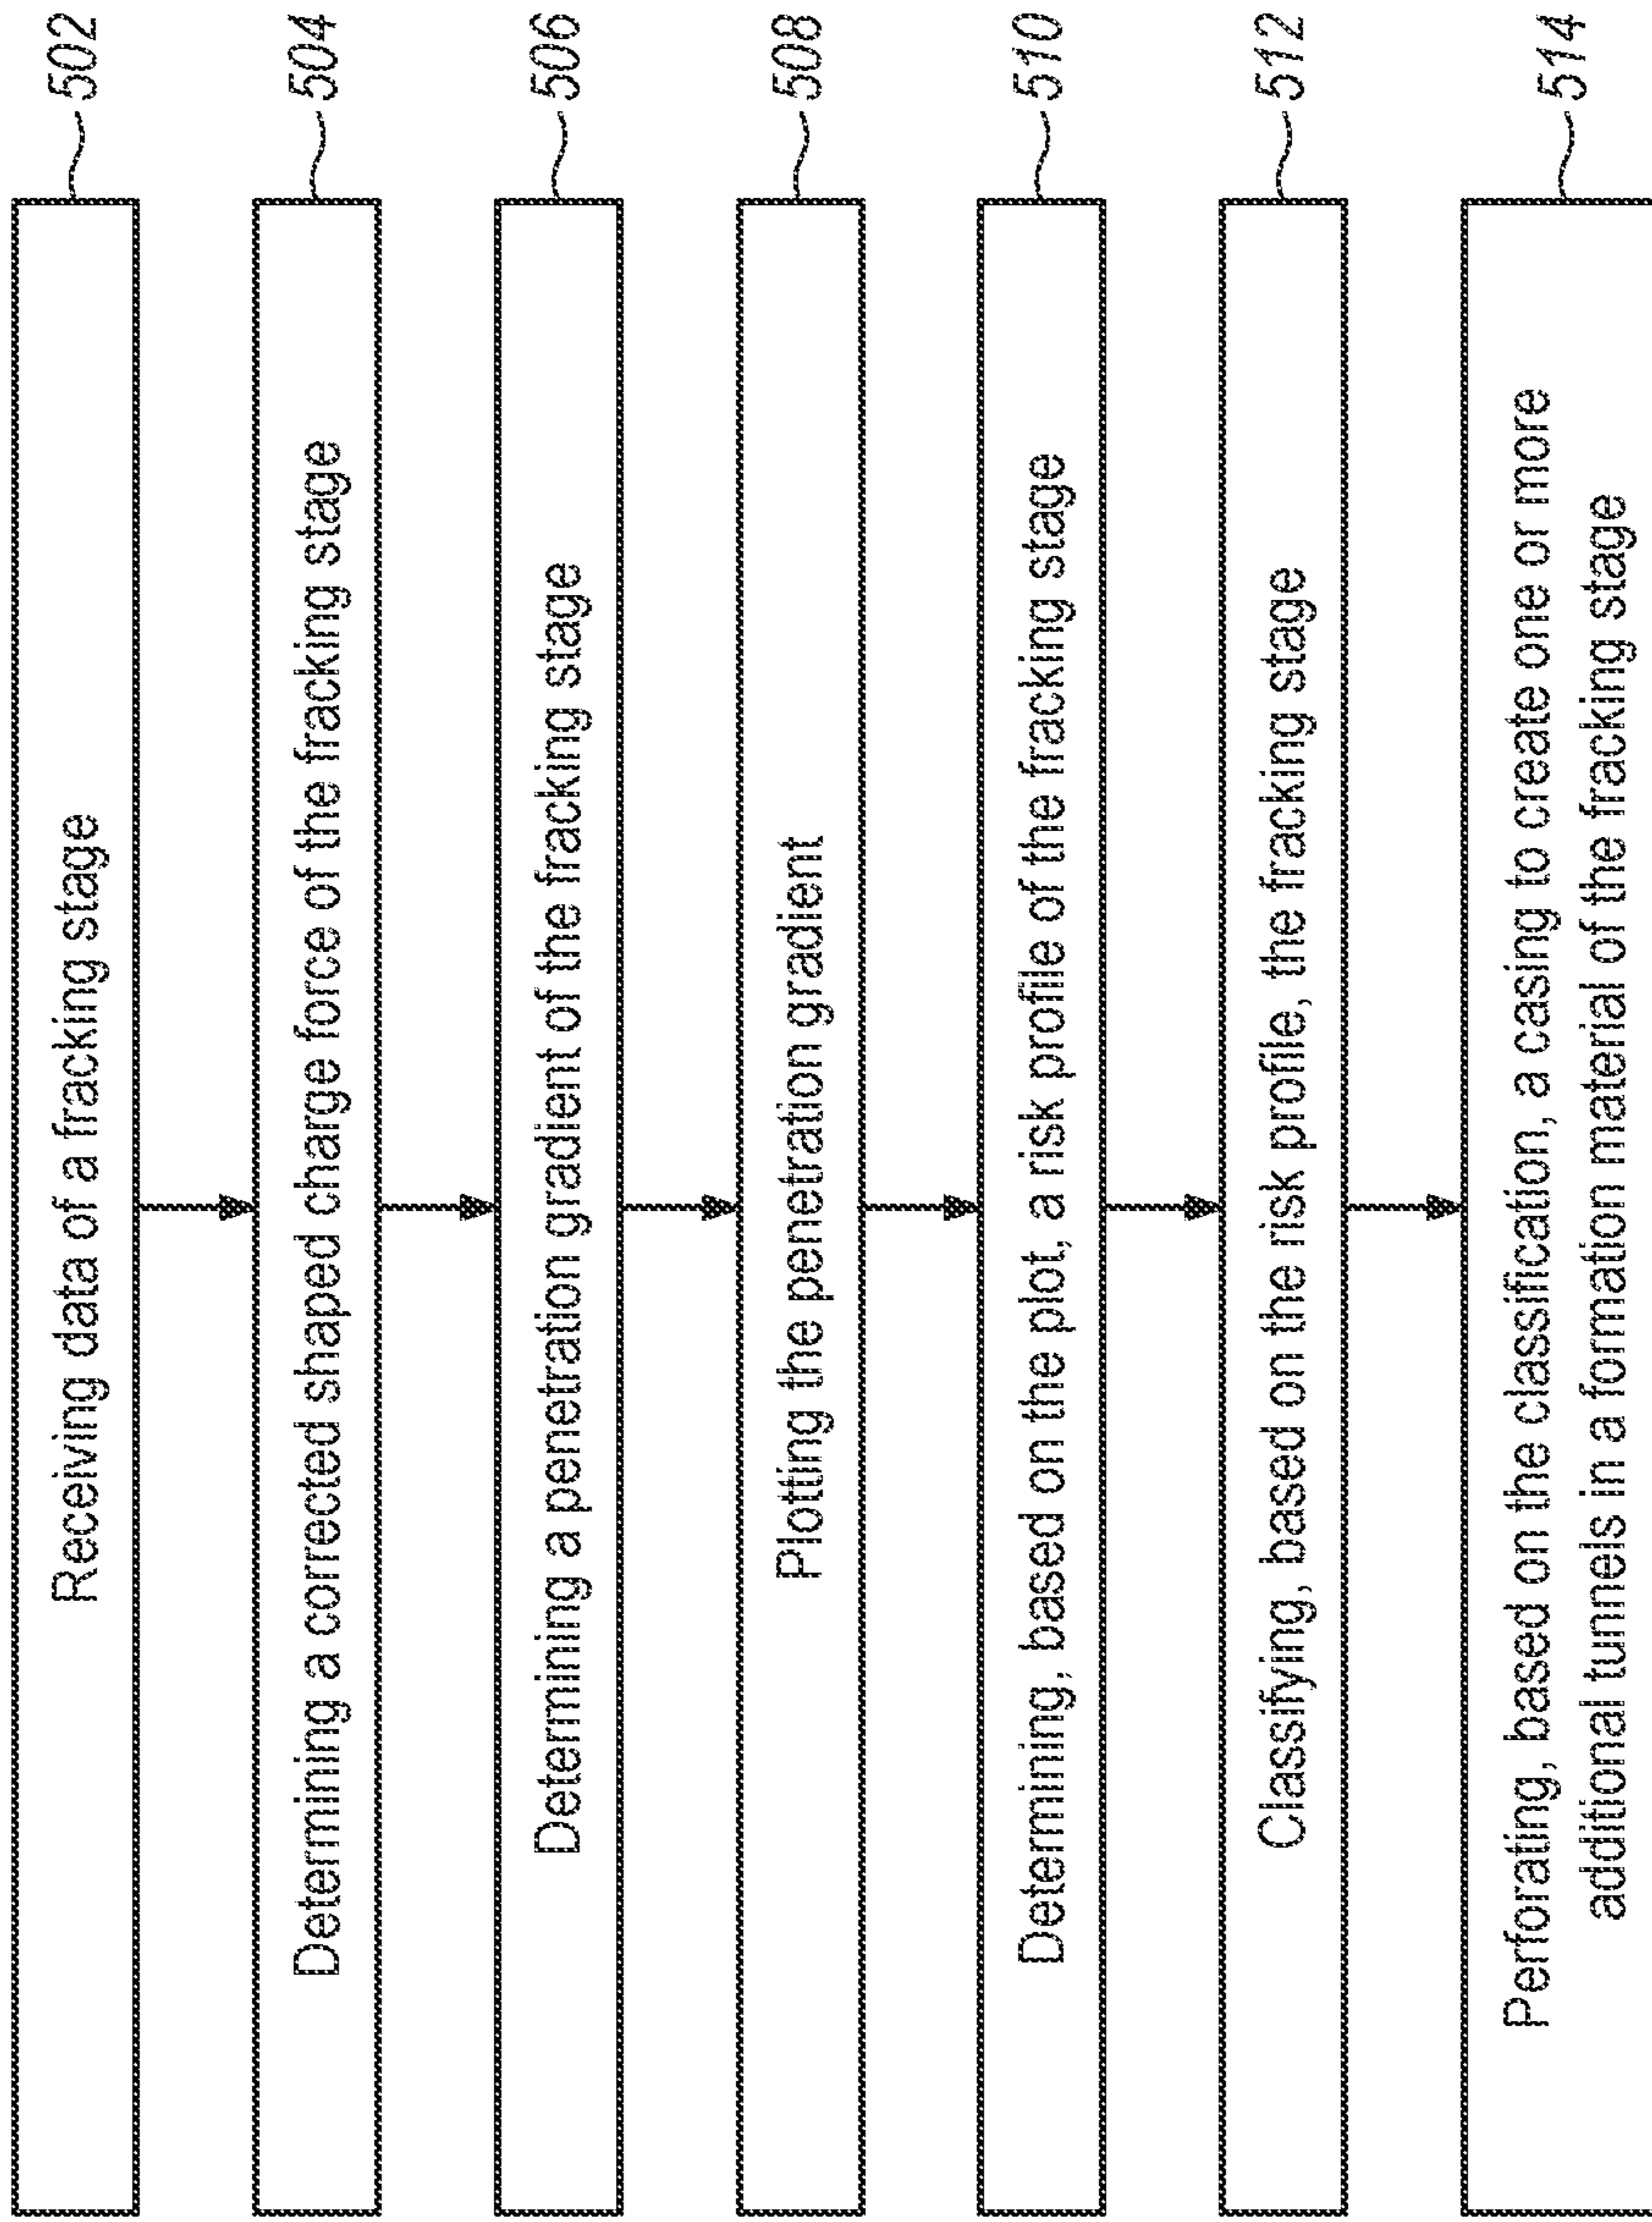 Receiving data of a fracking stage
502
Determining a corrected shaped charge force of the fracking stage
504
Determining a penetration gradient of the fracking stage
506
Plotting the penetration gradient
508
Determining, based on the plot, a risk profile of the fracking stage
510
Classifying, based on the risk profile, the fracking stage
512
Perforating, based on the classification, a casing to create one or more
additional tunnels in a formation material of the fracking stage
514